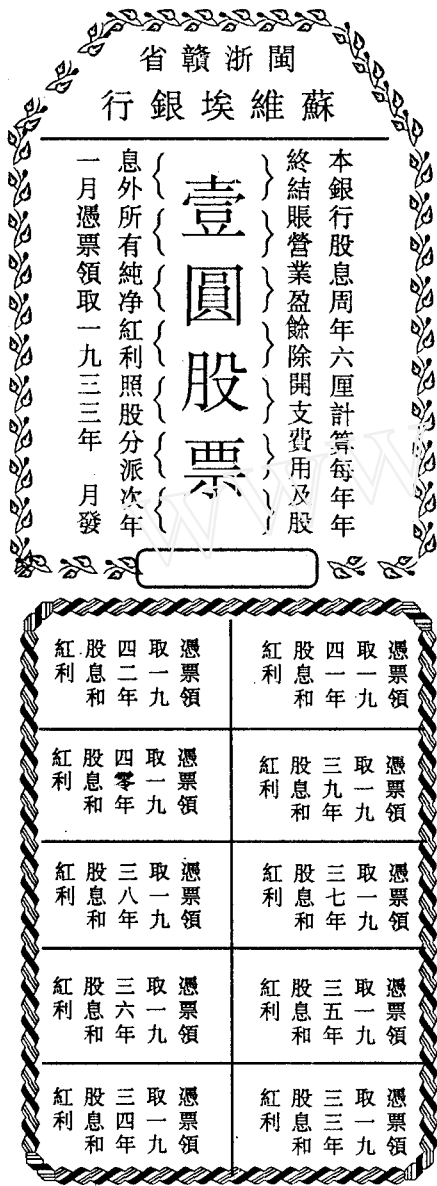 閩浙贛省
蘇維埃銀行
本銀行股息周年六厘計算每年年
終結賬營業盈餘除開支費用及股
壹圓股票
息外所有純净紅利照股分派次年
一月憑票領取一九三三年 月發
憑票領
取一九
四一年
股息和
紅利
憑票領
取一九
四二年
股息和
紅利
憑票領
取一九
三九年
股息和
紅利
憑票領
取一九
四零年
股息和
紅利
憑票領
取一九
三七年
股息和
紅利
憑票領
取一九
三八年
股息和
紅利
憑票領
取一九
三五年
股息和
紅利
憑票領
取一九
三六年
股息和
紅利
憑票領
取一九
三三年
股息和
紅利
憑票領
取一九
三四年
股息和
紅利
WWW